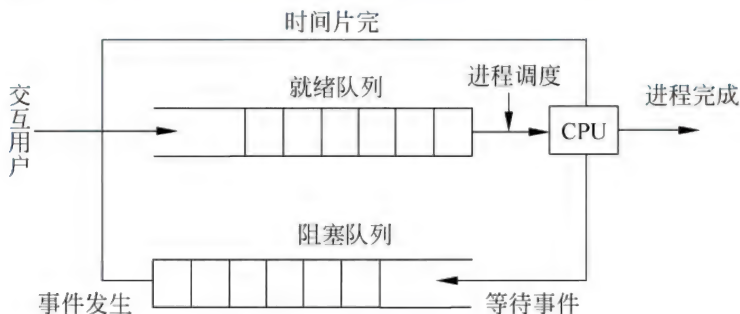 时间片完
就绪队列
进程调度
交互用户
CPU
进程完成
阻塞队列
事件发生
等待事件